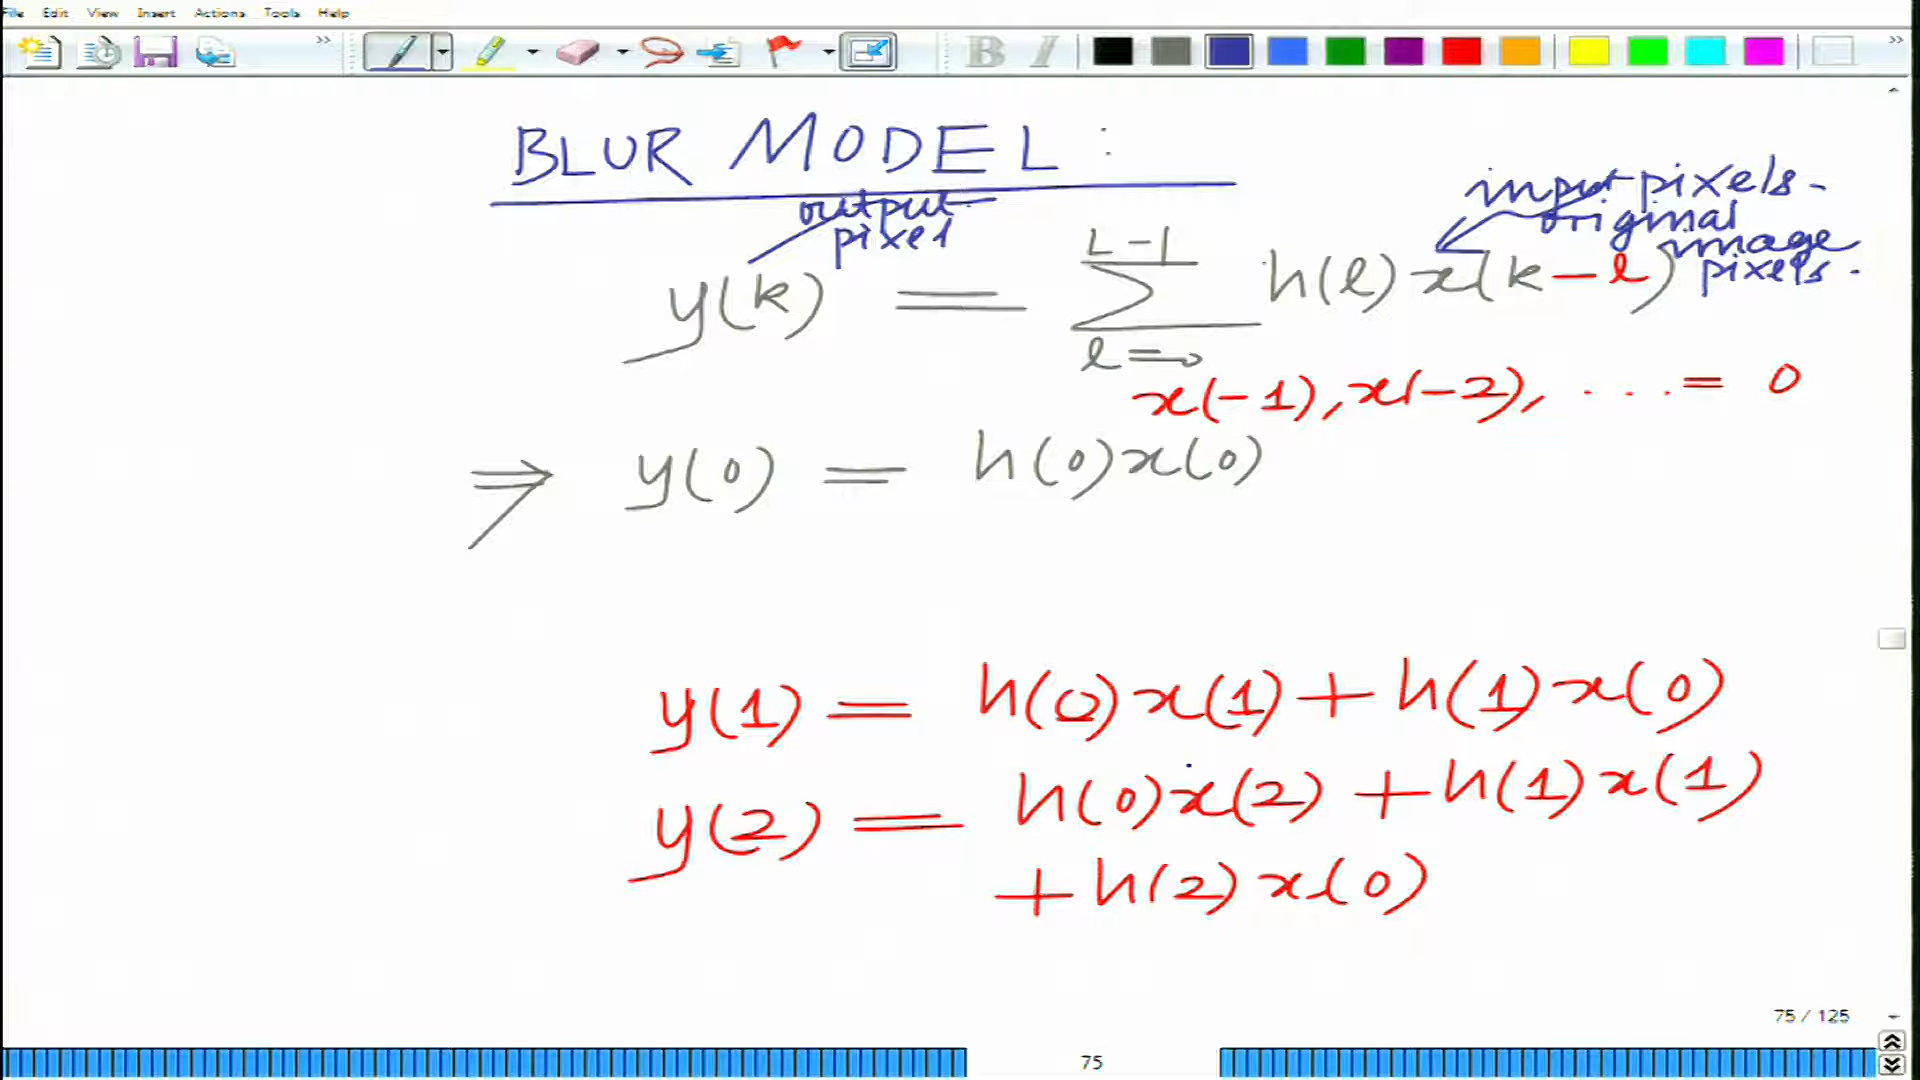 File Edit View Insert Actions Tools Help
B I
BLUR MODEL:
output pixel
input pixels.
original image pixels.
y(k) = \sum_{l=0}^{L-1} h(l) x(k-l)
x(-1), x(-2), .... = 0
⇒ y(0) = h(0)x(0)
y(1) = h(0)x(1) + h(1)x(0)
y(2) = h(0)x(2) + h(1)x(1)
+ h(2)x(0)
75 / 125
75